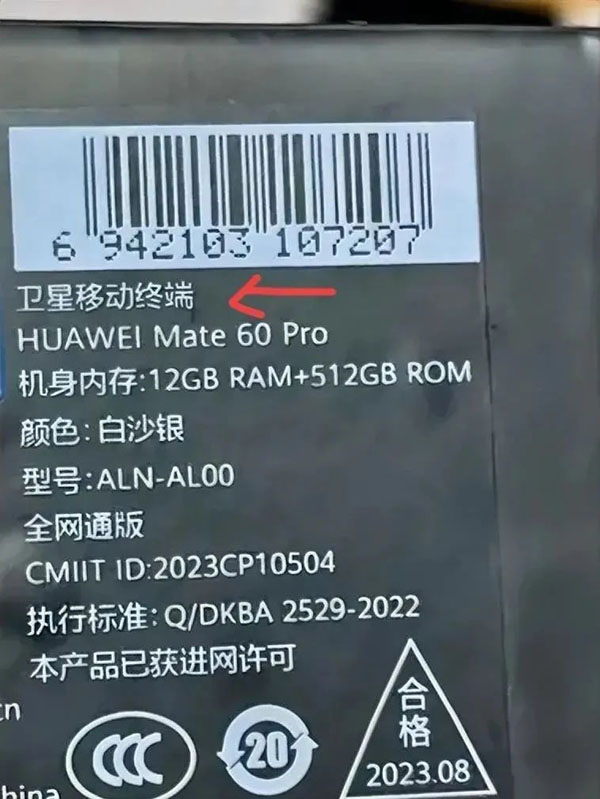 6 942103 107207
卫星移动终端
HUAWEI Mate 60 Pro
机身内存:12GB RAM+512GB ROM
颜色:白沙银
型号:ALN-AL00
全网通版
CMIIT ID:2023CP10504
执行标准:Q/DKBA 2529-2022
本产品已获进网许可
cn
hina
CCC
20
合格
2023.08